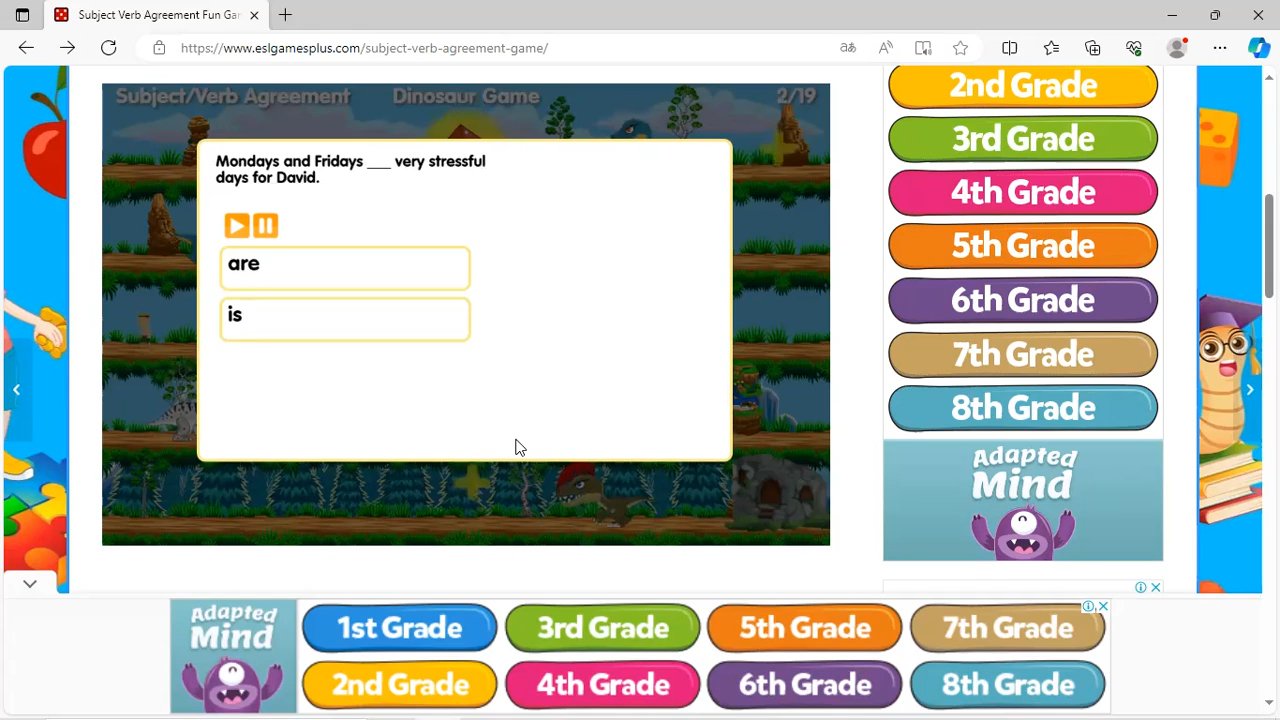 Subject Verb Agreement Fun Gar
https://www.eslgamesplus.com/subject-verb-agreement-game/
Subject/Verb Agreement Dinosaur Game 2/19
Mondays and Fridays ___ very stressful
days for David.
are
is
2nd Grade
3rd Grade
4th Grade
5th Grade
6th Grade
7th Grade
8th Grade
Adapted
Mind
Adapted
Mind
1st Grade
3rd Grade
5th Grade
7th Grade
2nd Grade
4th Grade
6th Grade
8th Grade